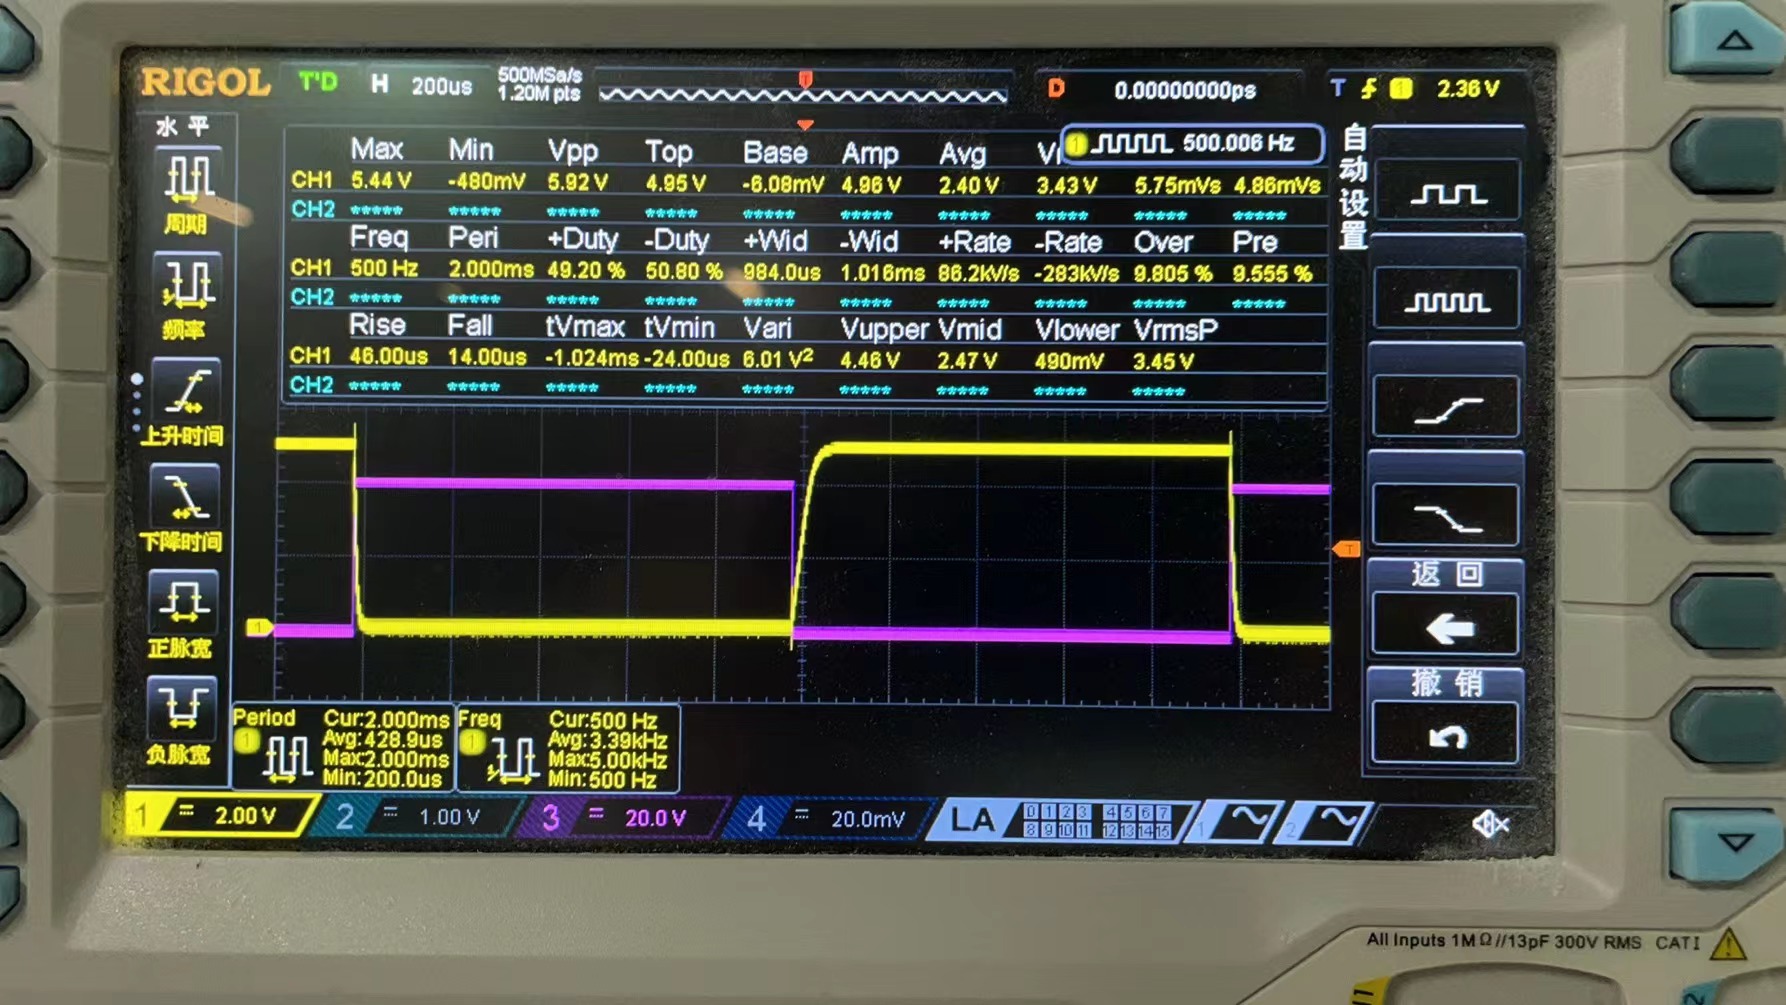 RIGOL T'D H 200us 500MSa/s 1.20M pts D 0.00000000ps T 1 2.36 V
水平
1 500.006 Hz
自动设置
Max Min Vpp Top Base Amp Avg
CH1 5.44 V -480mV 5.92 V 4.95 V -6.08mV 4.96 V 2.40 V 3.43 V 5.75mVs 4.86mVs
CH2 ***** ***** ***** ***** ***** ***** ***** ***** ***** *****
Freq Peri +Duty -Duty +Wid -Wid +Rate -Rate Over Pre
CH1 500 Hz 2.000ms 49.20 % 50.80 % 984.0us 1.016ms 86.2kV/s -283kV/s 9.805 % 9.555 %
CH2 ***** ***** ***** ***** ***** ***** ***** ***** ***** *****
Rise Fall tVmax tVmin Vari Vupper Vmid Vlower VrmsP
CH1 46.00us 14.00us -1.024ms -24.00us 6.01 V² 4.46 V 2.47 V 490mV 3.45 V
CH2 ***** ***** ***** ***** ***** ***** ***** ***** *****
周期
频率
上升时间
下降时间
正脉宽
负脉宽
T
1
返回
撤销
Period
1
Cur:2.000ms
Avg:428.9us
Max:2.000ms
Min:200.0us
Freq
1
Cur:500 Hz
Avg:3.39kHz
Max:5.00kHz
Min:500 Hz
1 2.00 V 2 1.00 V 3 20.0 V 4 20.0mV LA 0 1 2 3 4 5 6 7 1 2
8 9 10 11 12 13 14 15
All Inputs 1MΩ//13pF 300V RMS CAT I